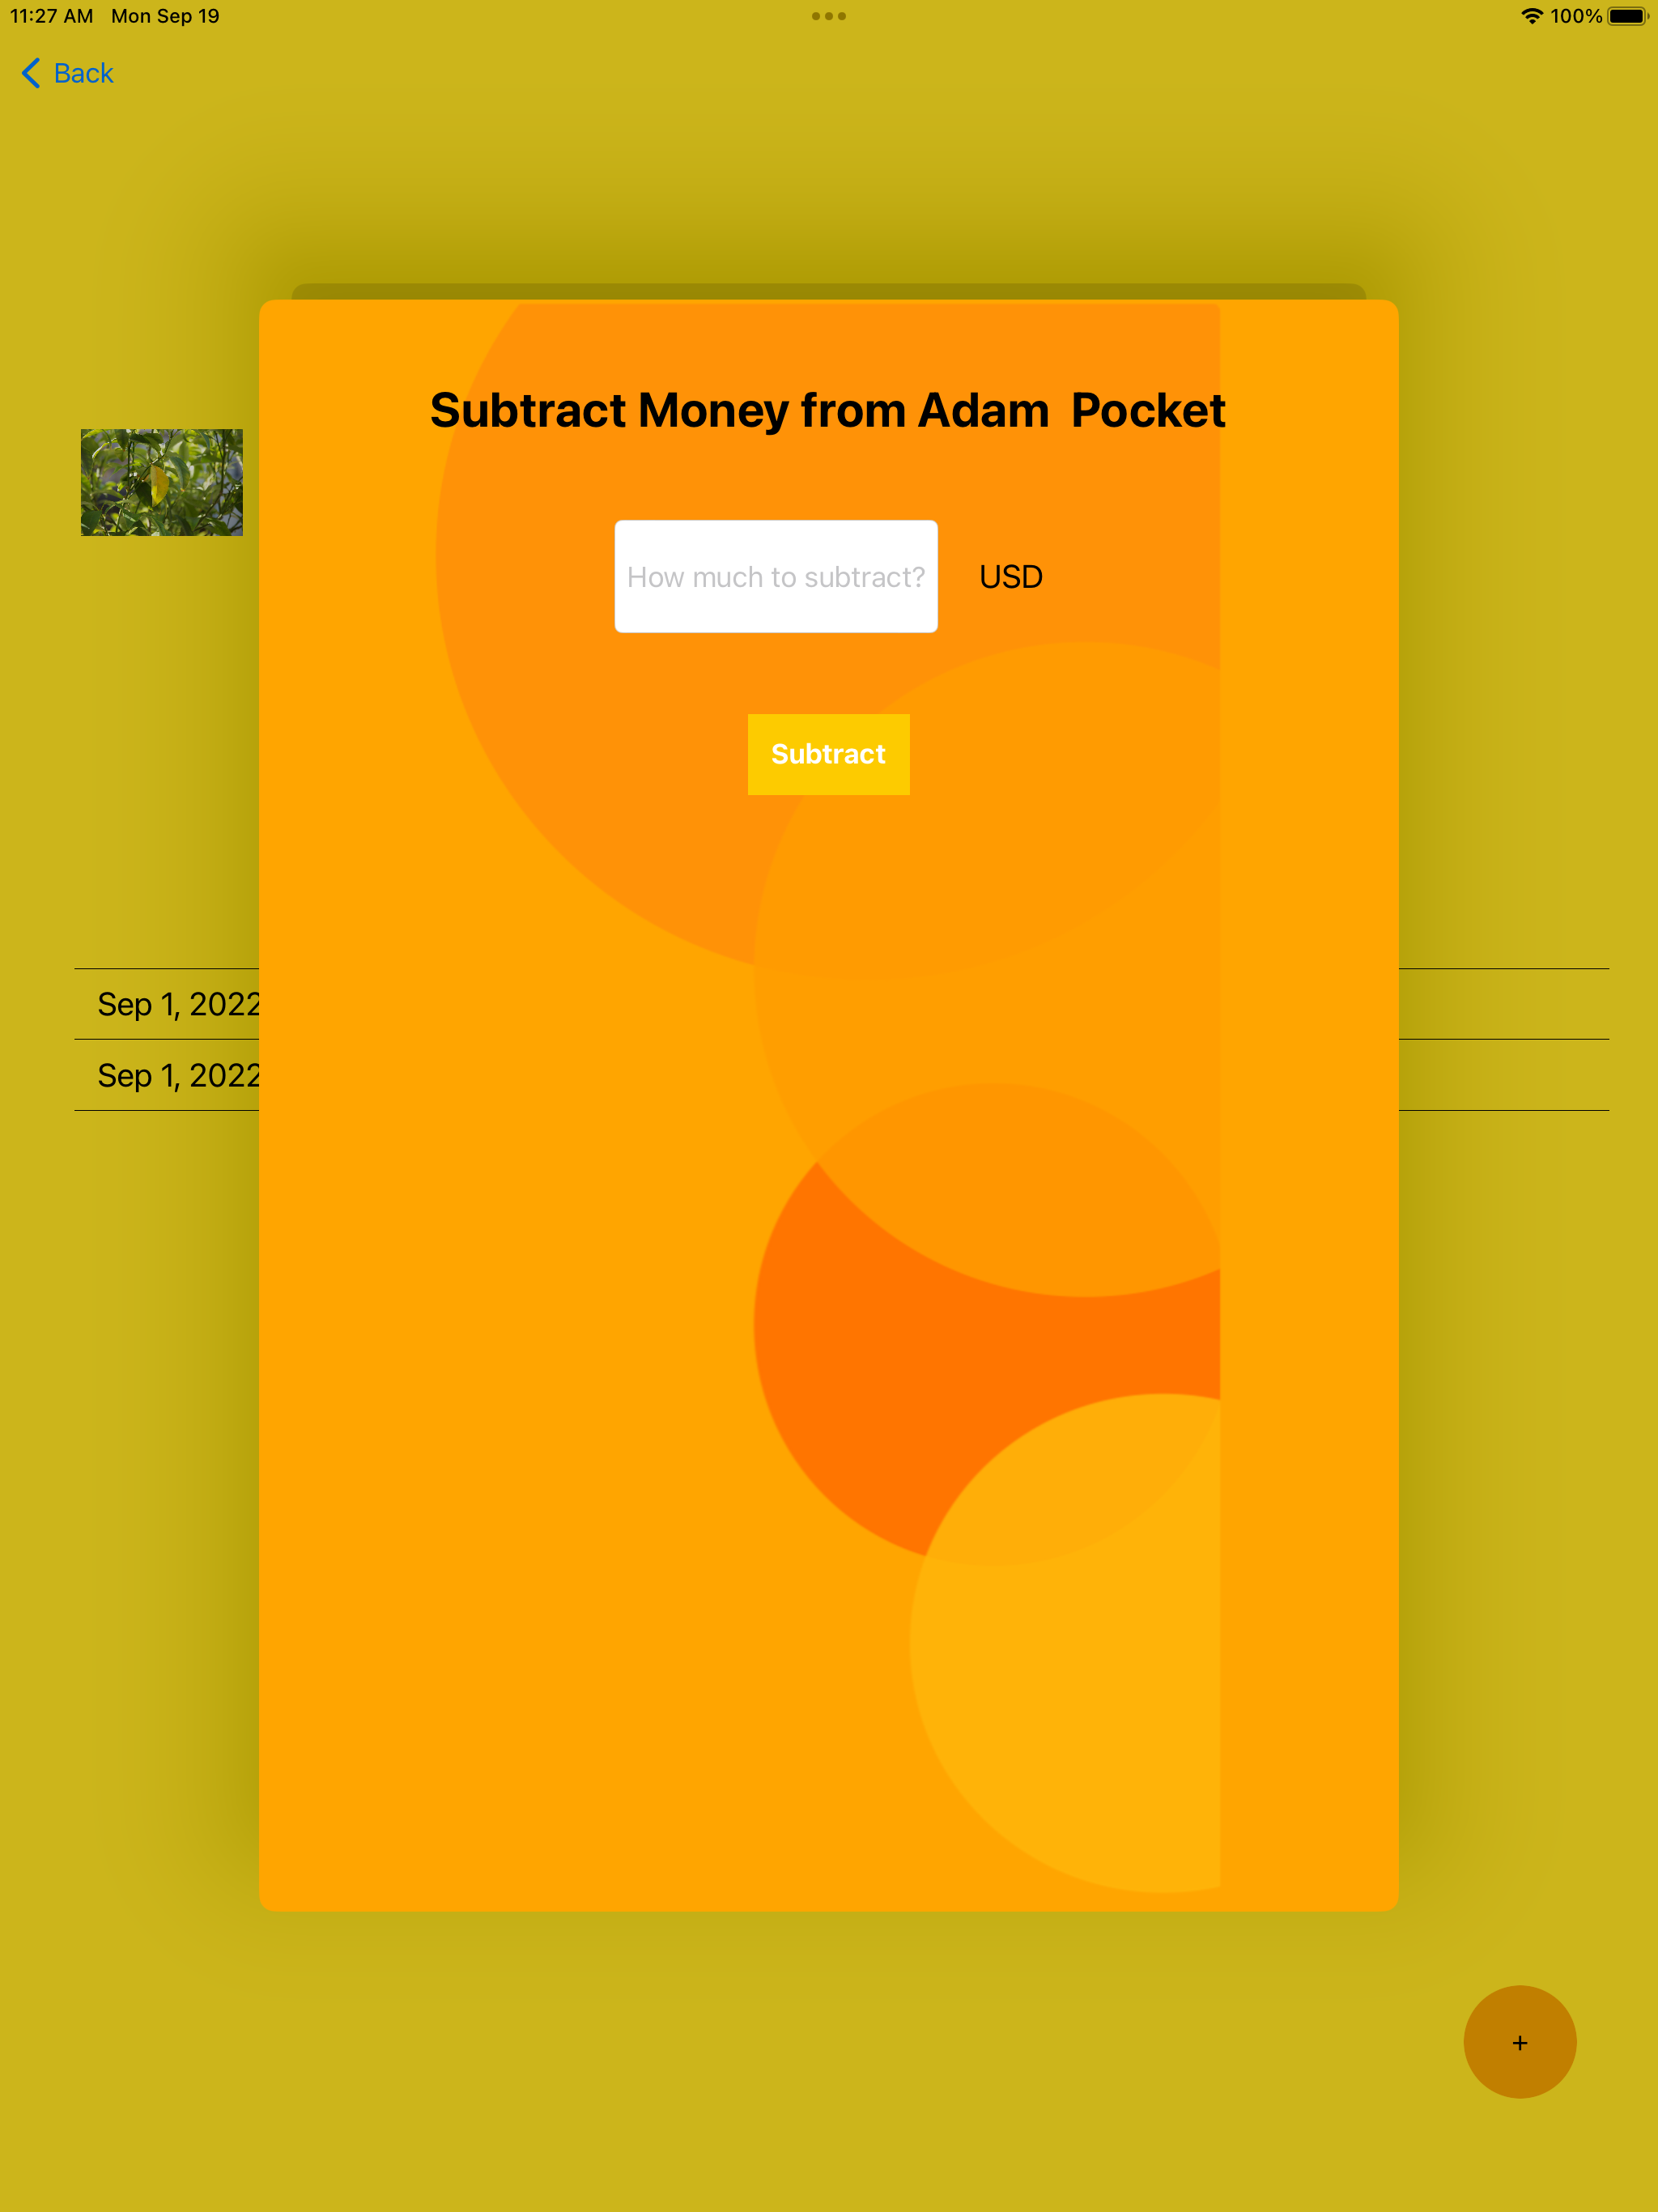 11:27 AM Mon Sep 19
100%
Back
Subtract Money from Adam  Pocket
How much to subtract?
USD
Subtract
Sep 1, 2022
Sep 1, 2022
+